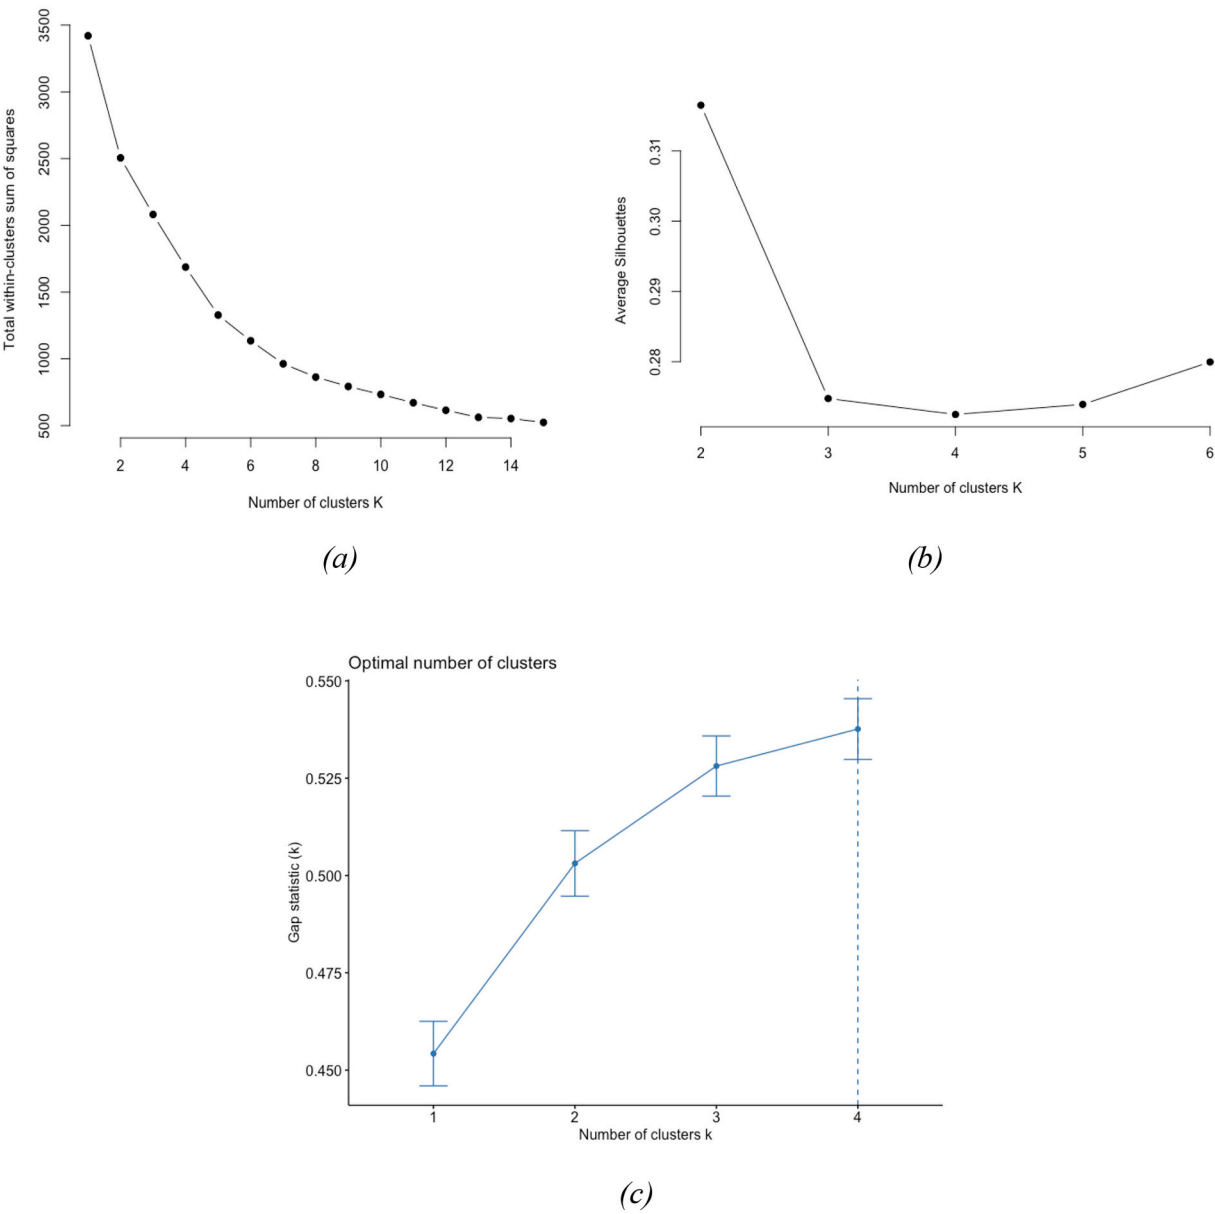 3500
3000
2500
2000
1500
1000
500
Total within-clusters sum of squares
2 4 6 8 10 12 14
Number of clusters K
(a)
0.31
0.30
0.29
0.28
Average Silhouettes
2 3 4 5 6
Number of clusters K
(b)
Optimal number of clusters
0.550
0.525
0.500
0.475
0.450
Gap statistic (k)
1 2 3 4
Number of clusters k
(c)